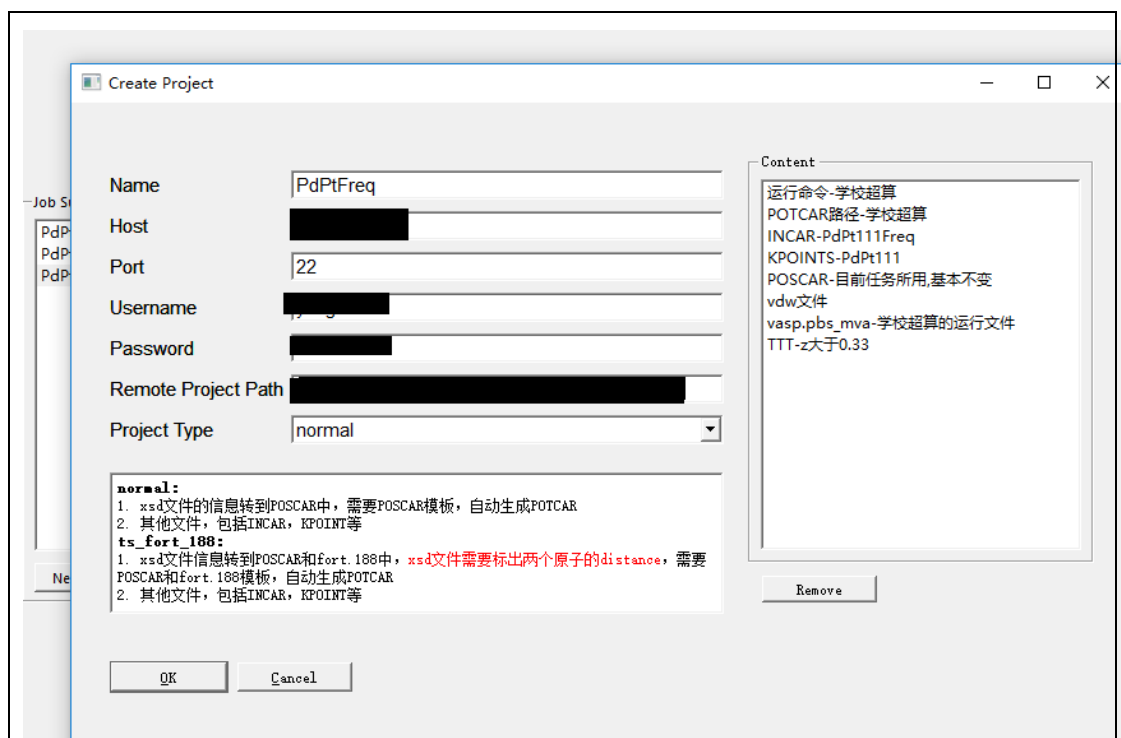 Create Project
Name
PdPtFreq
Host
Port
22
Username
Password
Remote Project Path
Project Type
normal
normal:
1. xsd文件的信息转到POSCAR中，需要POSCAR模板，自动生成POTCAR
2. 其他文件，包括INCAR，KPOINT等
ts_fort_188:
1. xsd文件信息转到POSCAR和fort.188中，xsd文件需要标出两个原子的distance，需要
POSCAR和fort.188模板，自动生成POTCAR
2. 其他文件，包括INCAR，KPOINT等
OK
Cancel
Content
运行命令-学校超算
POTCAR路径-学校超算
INCAR-PdPt111Freq
KPOINTS-PdPt111
POSCAR-目前任务所用,基本不变
vdw文件
vasp.pbs_mva-学校超算的运行文件
TTT-z大于0.33
Remove
Job S
PdP
PdP
PdP
Ne